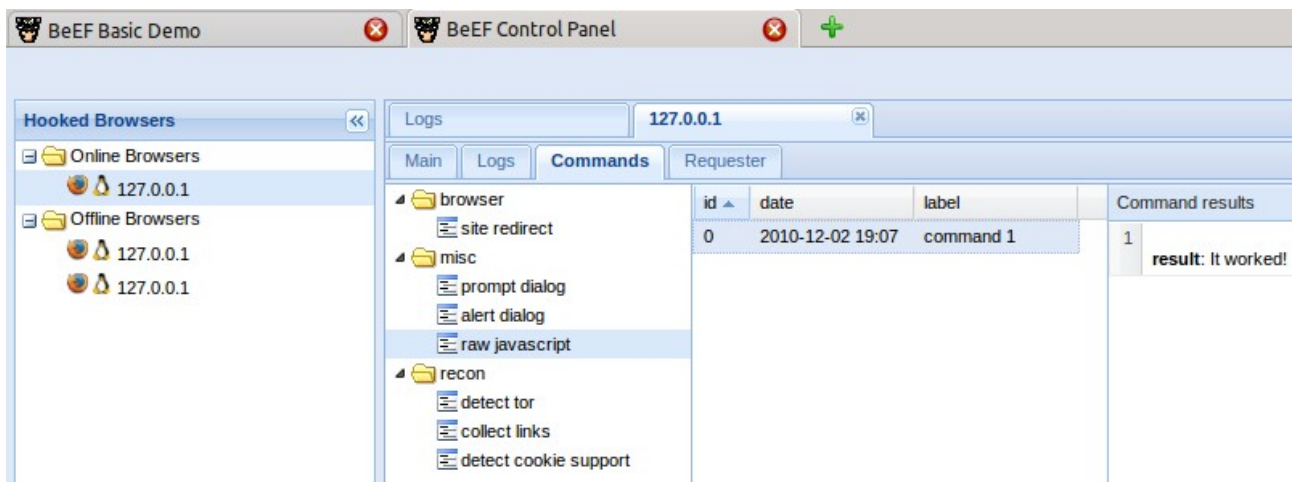 BeEF Basic Demo
BeEF Control Panel
Hooked Browsers
Online Browsers
127.0.0.1
Offline Browsers
127.0.0.1
127.0.0.1
Logs
127.0.0.1
Main
Logs
Commands
Requester
browser
site redirect
misc
prompt dialog
alert dialog
raw javascript
recon
detect tor
collect links
detect cookie support
id date label
0 2010-12-02 19:07 command 1
Command results
1
result: It worked!